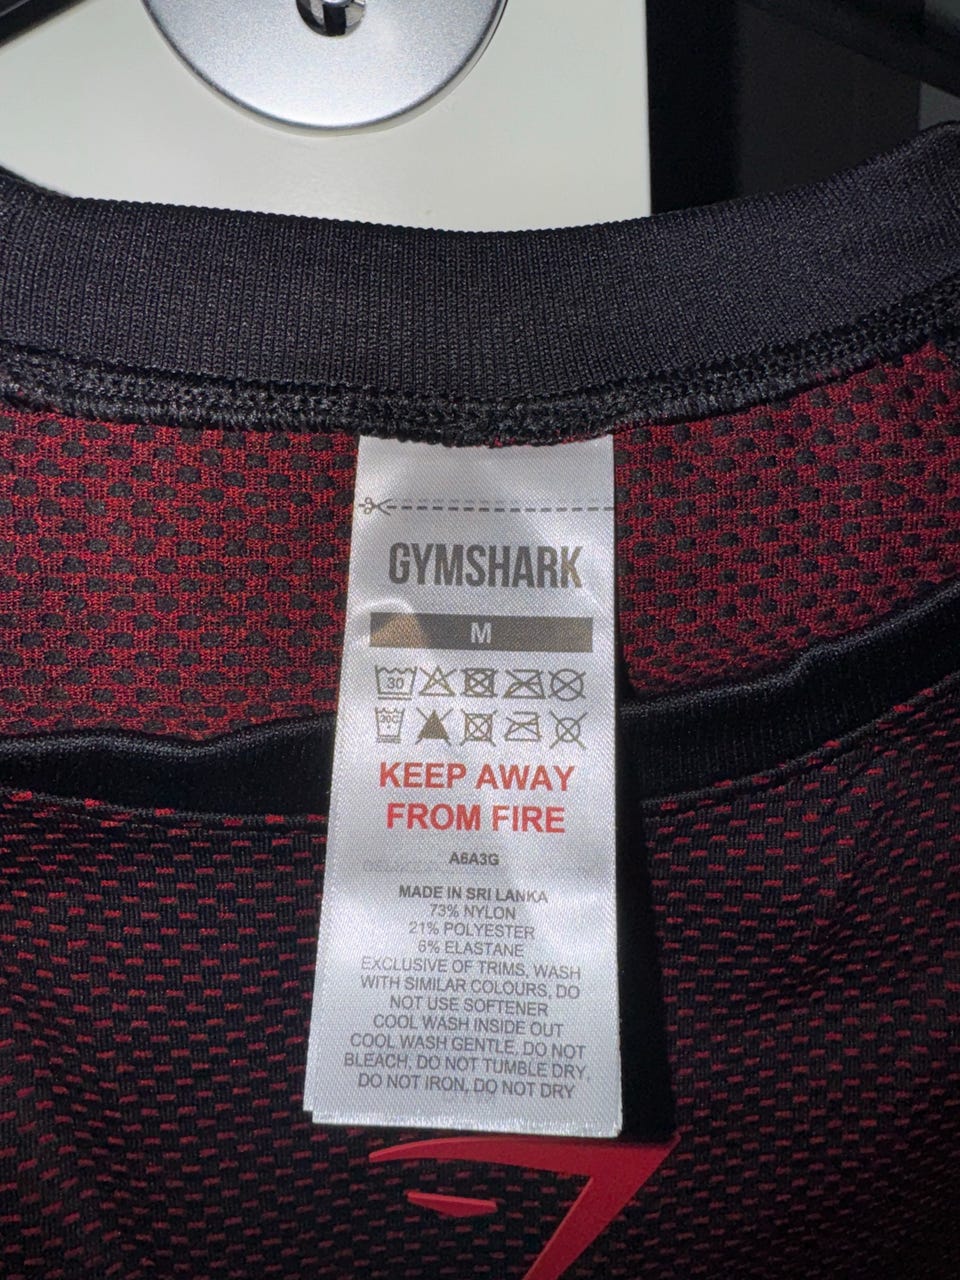 GYMSHARK
M
30
30C
KEEP AWAY
FROM FIRE
A6A3G
MADE IN SRI LANKA
73% NYLON
21% POLYESTER
6% ELASTANE
EXCLUSIVE OF TRIMS, WASH
WITH SIMILAR COLOURS, DO
NOT USE SOFTENER
COOL WASH INSIDE OUT
COOL WASH GENTLE, DO NOT
BLEACH, DO NOT TUMBLE DRY,
DO NOT IRON, DO NOT DRY